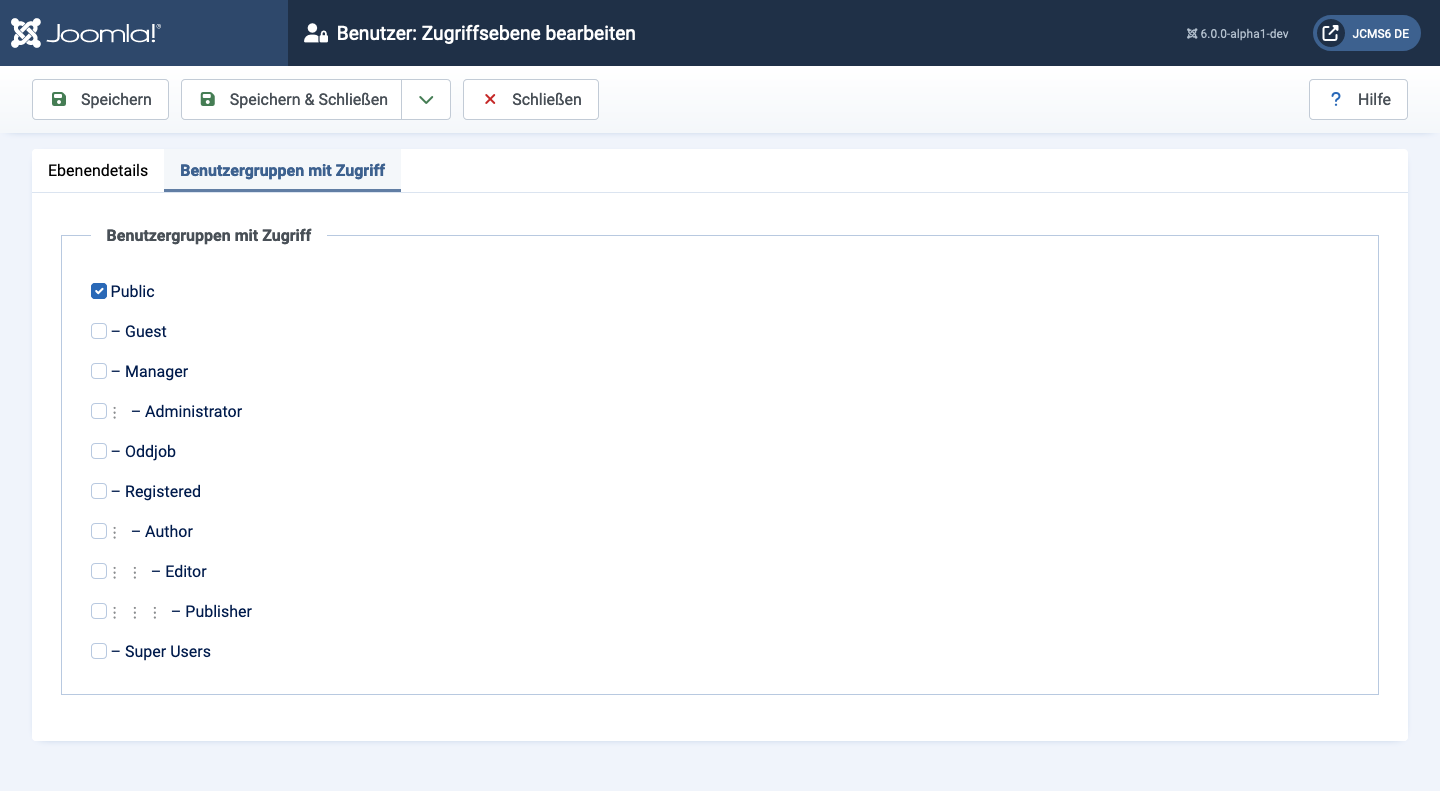 Joomla!®
Benutzer: Zugriffsebene bearbeiten
6.0.0-alpha1-dev
JCMS6 DE
Speichern
Speichern & Schließen
Schließen
? Hilfe
Ebenendetails
Benutzergruppen mit Zugriff
Benutzergruppen mit Zugriff
Public
– Guest
– Manager
⋮ – Administrator
– Oddjob
– Registered
⋮ – Author
⋮ ⋮ – Editor
⋮ ⋮ ⋮ – Publisher
– Super Users